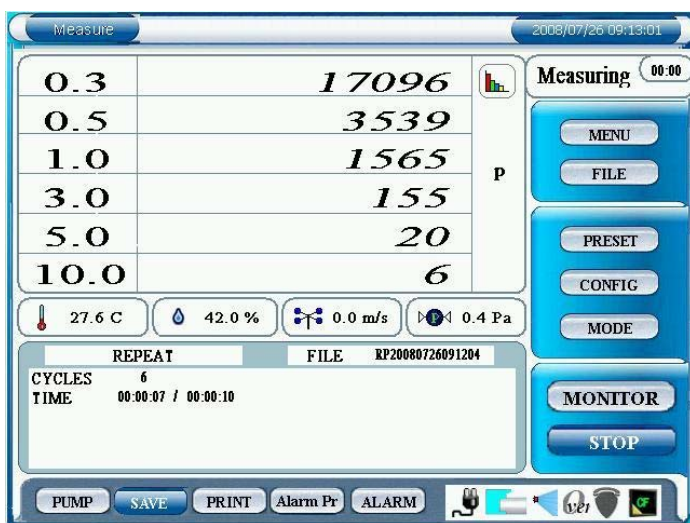 Measure
2008/07/26 09:13:01
0.3 17096
0.5 3539
1.0 1565
3.0 155
5.0 20
10.0 6
P
Measuring 00:00
MENU
FILE
PRESET
CONFIG
MODE
MONITOR
STOP
27.6 C 42.0 % 0.0 m/s P 0.4 Pa
REPEAT FILE RP20080726091204
CYCLES 6
TIME 00:00:07 / 00:00:10
PUMP SAVE PRINT Alarm Pr ALARM
Over CF